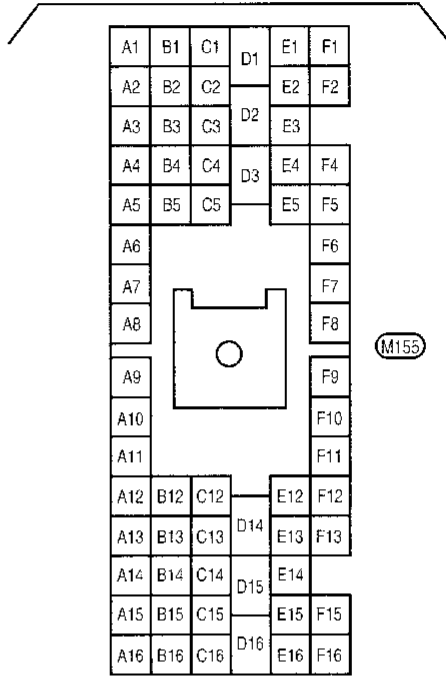 A1 B1 C1 D1 E1 F1
A2 B2 C2 E2 F2
A3 B3 C3 D2 E3
A4 B4 C4 D3 E4 F4
A5 B5 C5 E5 F5
A6 F6
A7 F7
A8 F8
M155
A9 F9
A10 F10
A11 F11
A12 B12 C12 E12 F12
A13 B13 C13 D14 E13 F13
A14 B14 C14 D15 E14
A15 B15 C15 E15 F15
A16 B16 C16 D16 E16 F16